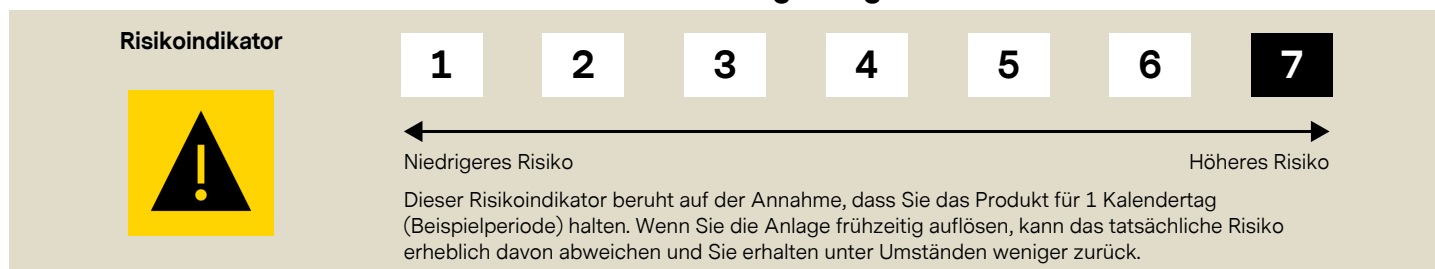 Risikoindikator
1 2 3 4 5 6 7
Niedrigeres Risiko Höheres Risiko
Dieser Risikoindikator beruht auf der Annahme, dass Sie das Produkt für 1 Kalendertag
(Beispielperiode) halten. Wenn Sie die Anlage frühzeitig auflösen, kann das tatsächliche Risiko
erheblich davon abweichen und Sie erhalten unter Umständen weniger zurück.